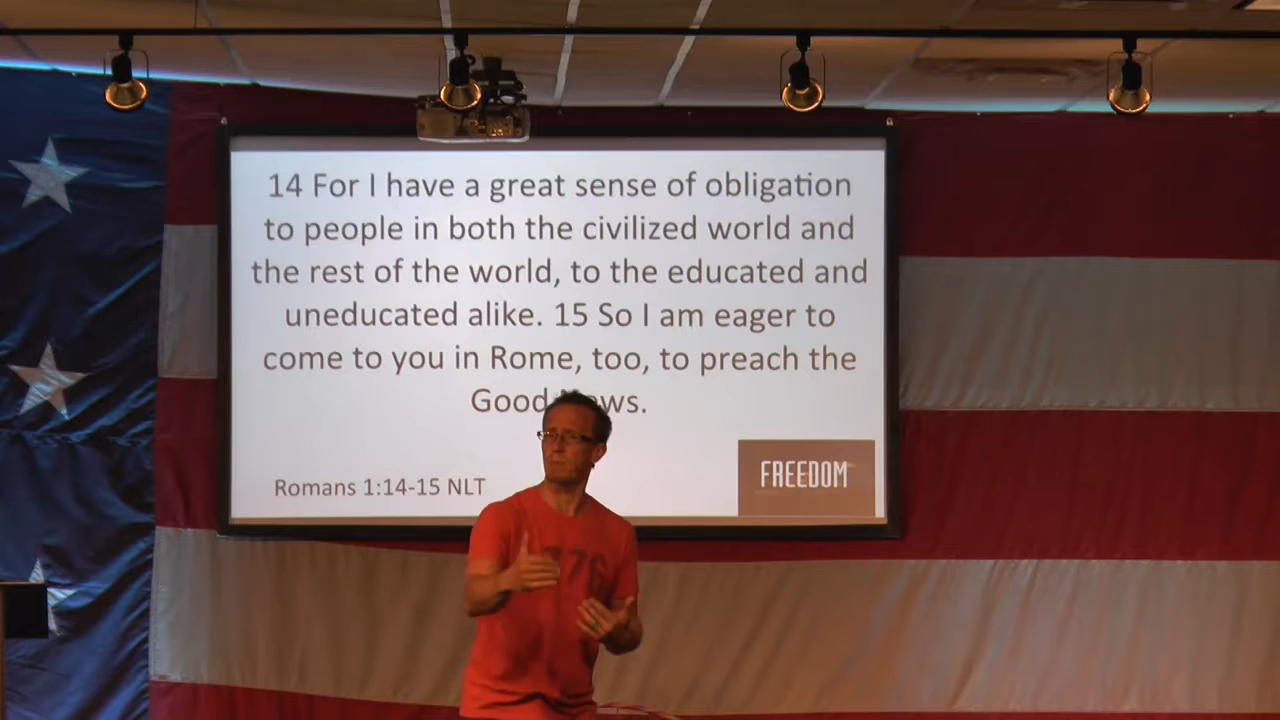 14 For I have a great sense of obligation
to people in both the civilized world and
the rest of the world, to the educated and
uneducated alike. 15 So I am eager to
come to you in Rome, too, to preach the
Good News.
Romans 1:14-15 NLT
FREEDOM
776